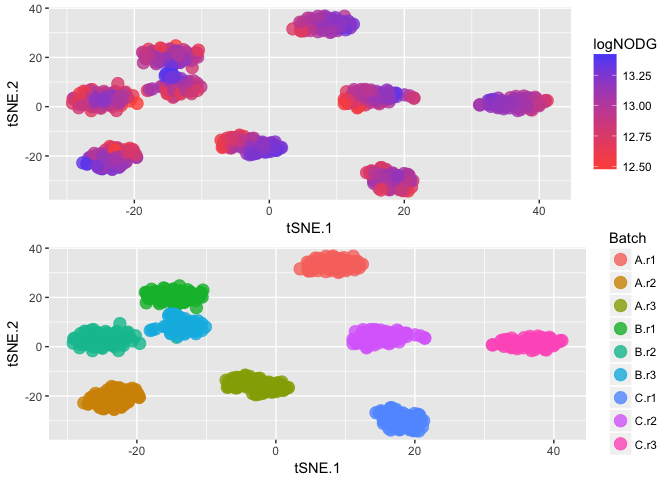 40
20
0
-20
tSNE.2
-20
0
20
40
tSNE.1
logNODG
13.25
13.00
12.75
12.50
40
20
0
-20
tSNE.2
-20
0
20
40
tSNE.1
Batch
A.r1
A.r2
A.r3
B.r1
B.r2
B.r3
C.r1
C.r2
C.r3